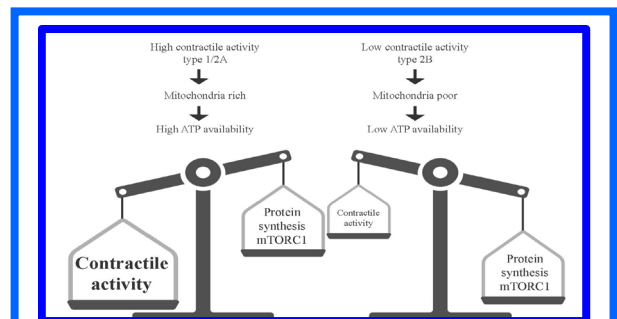 High contractile activity
type 1/2A
Mitochondria rich
High ATP availability
Low contractile activity
type 2B
Mitochondria poor
Low ATP availability
Contractile
activity
Protein
synthesis
mTORC1
Contractile
activity
Protein
synthesis
mTORC1